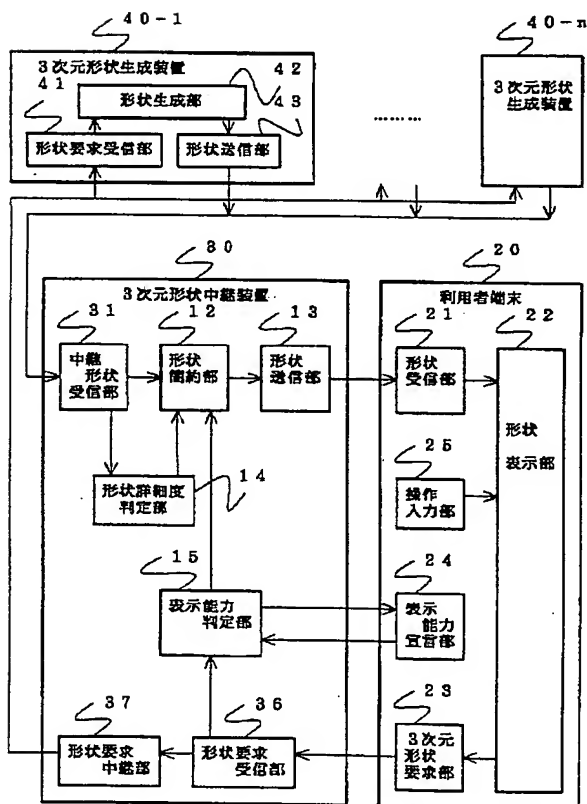 40-1
40-n
3次元形状生成装置
42
41
形状生成部
43
形状要求受信部
形状送信部
………
3次元形状
生成装置
30
20
3次元形状中継装置
利用者端末
31
12
13
21
22
中継
形状
受信部
形状
簡約部
形状
送信部
形状
受信部
形状
表示部
25
操作
入力部
形状詳細度
判定部
14
15
24
表示能力
判定部
表示
能力
宣言部
37
36
23
形状要求
中継部
形状要求
受信部
3次元
形状
要求部